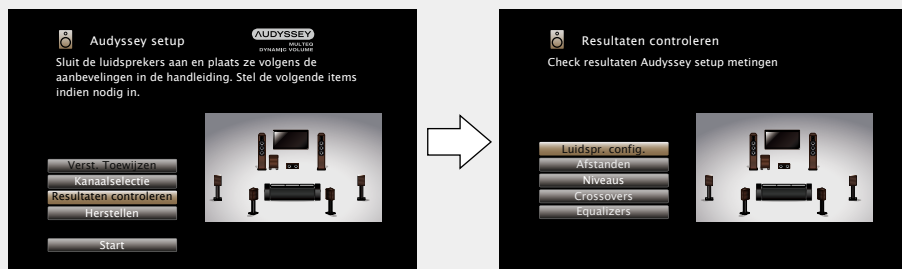 Audyssey setup
AUDYSSEY
MULTEQ
DYNAMIC VOLUME
Sluit de luidsprekers aan en plaats ze volgens de
aanbevelingen in de handleiding. Stel de volgende items
indien nodig in.
Verst. Toewijzen
Kanaalselectie
Resultaten controleren
Herstellen
Start
Resultaten controleren
Check resultaten Audyssey setup metingen
Luidspr. config.
Afstanden
Niveaus
Crossovers
Equalizers